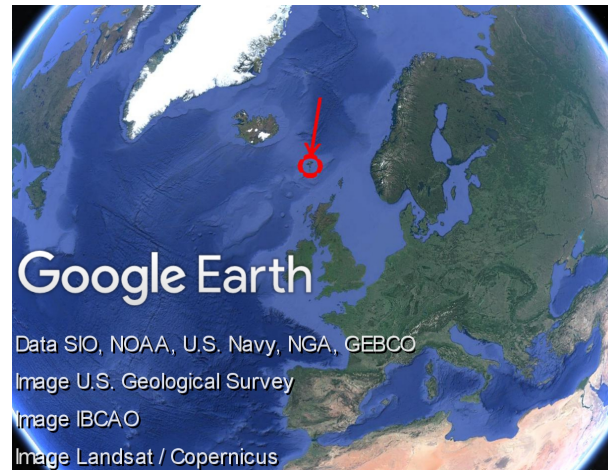 Google Earth
Data SIO, NOAA, U.S. Navy, NGA, GEBCO
Image U.S. Geological Survey
Image IBCAO
Image Landsat / Copernicus